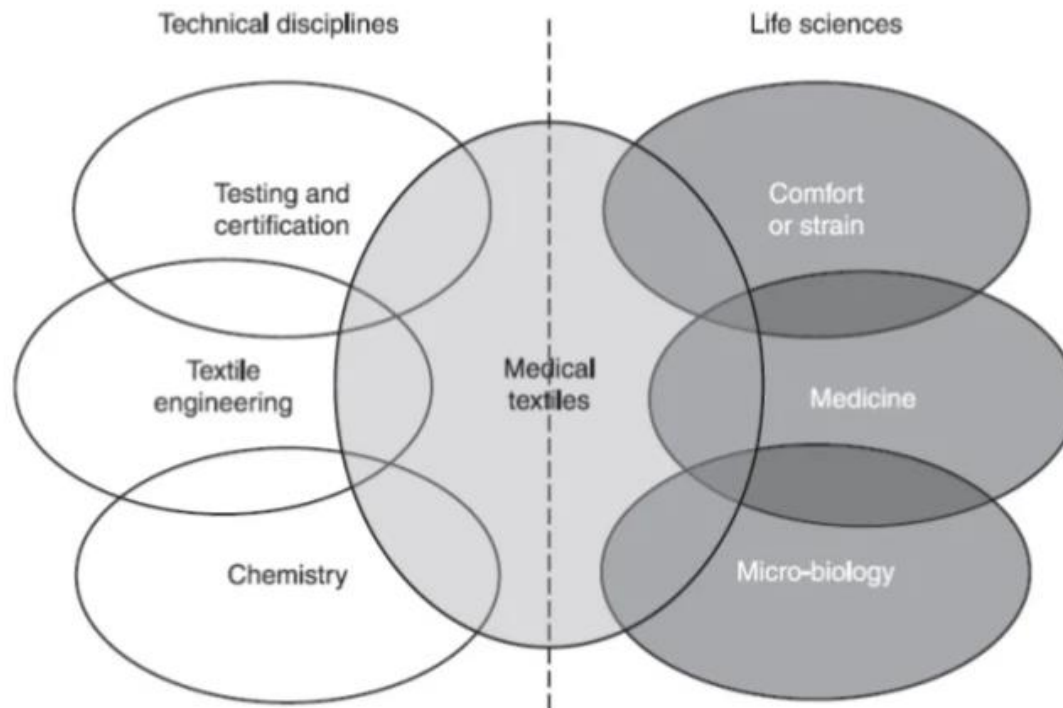 Technical disciplines
Life sciences
Testing and
certification
Comfort
or strain
Textile
engineering
Medical
textiles
Medicine
Chemistry
Micro-biology